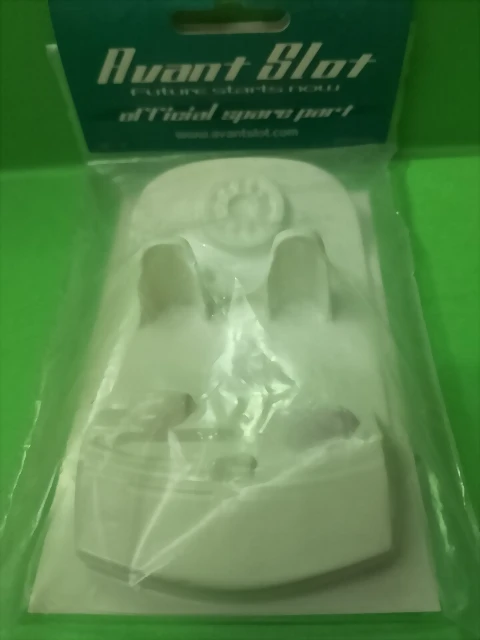 Avant Slot
Future starts now
official spare part
www.avantslot.com